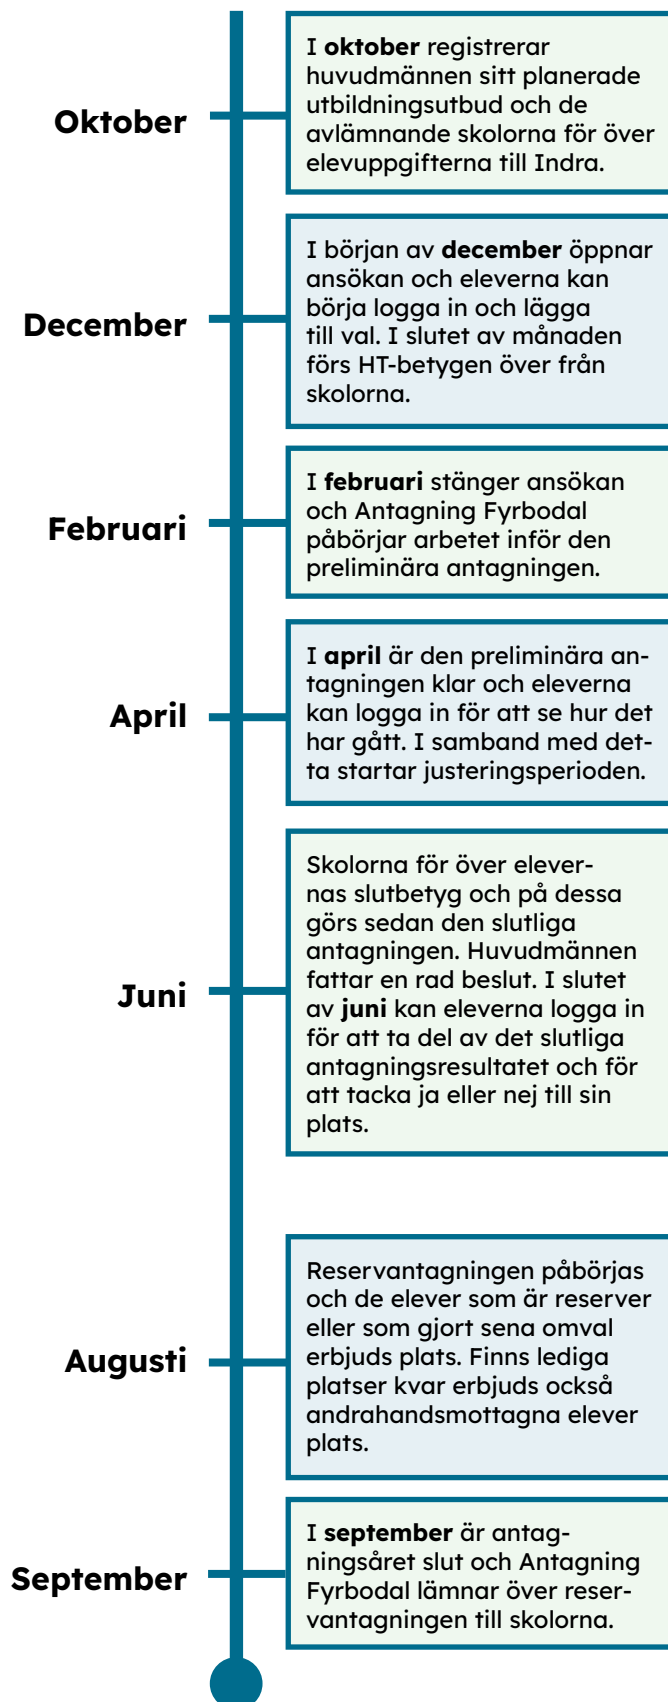 Oktober
I oktober registrerar
huvudmännen sitt planerade
utbildningsutbud och de
avlämnande skolorna för över
elevuppgifterna till Indra.
December
I början av december öppnar
ansökan och eleverna kan
börja logga in och lägga
till val. I slutet av månaden
förs HT-betygen över från
skolorna.
Februari
I februari stänger ansökan
och Antagning Fyrbodal
påbörjar arbetet inför den
preliminära antagningen.
April
I april är den preliminära an-
tagningen klar och eleverna
kan logga in för att se hur det
har gått. I samband med det-
ta startar justeringsperioden.
Juni
Skolorna för över elever-
nas slutbetyg och på dessa
görs sedan den slutliga
antagningen. Huvudmännen
fattar en rad beslut. I slutet
av juni kan eleverna logga in
för att ta del av det slutliga
antagningsresultatet och för
att tacka ja eller nej till sin
plats.
Augusti
Reservantagningen påbörjas
och de elever som är reserver
eller som gjort sena omval
erbjuds plats. Finns lediga
platser kvar erbjuds också
andrahandsmottagna elever
plats.
September
I september är antag-
ningsåret slut och Antagning
Fyrbodal lämnar över reser-
vantagningen till skolorna.